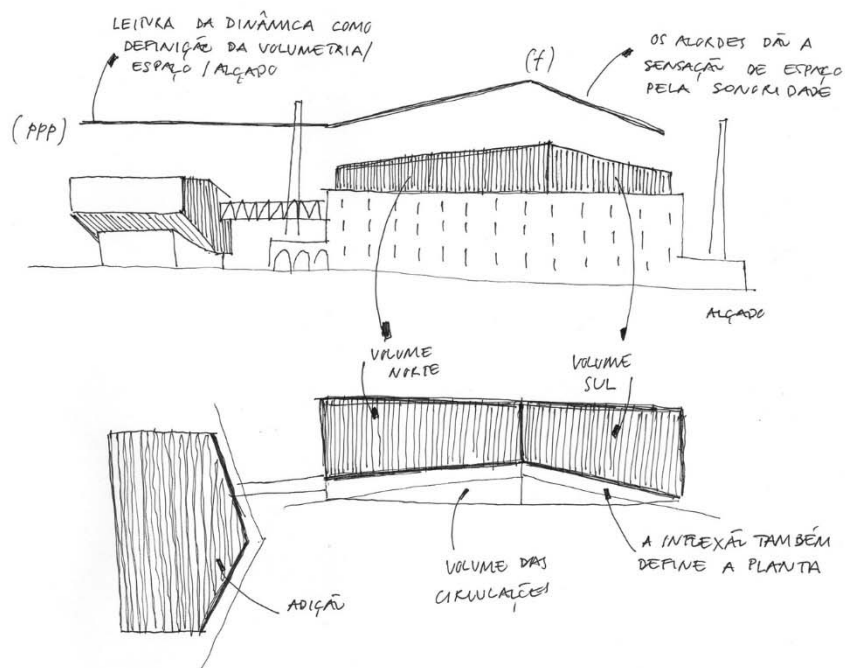 LEITURA DA DINÂMICA COMO
DEFINIÇÃO DA VOLUMETRIA/
ESPAÇO/ALÇADO
(f)
OS ACORDES DÃO A
SENSAÇÃO DE ESPAÇO
PELA SONORIDADE
(ppp)
ALÇADO
VOLUME
NORTE
VOLUME
SUL
ADIÇÃO
VOLUME DAS
CIRCULAÇÕES
A INFLEXÃO TAMBÉM
DEFINE A PLANTA